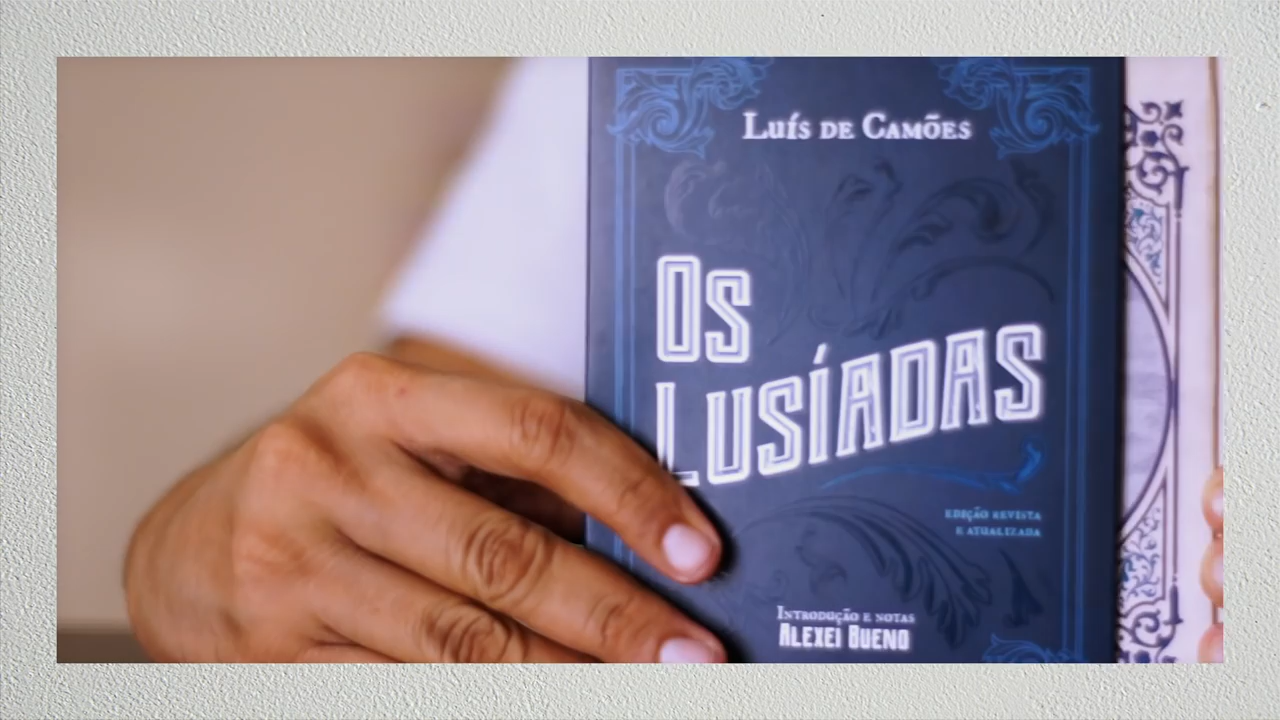 Luís de Camões
Os
Lusíadas
EDIÇÃO REVISTA
E ATUALIZADA
Introdução e notas
Alexei Bueno